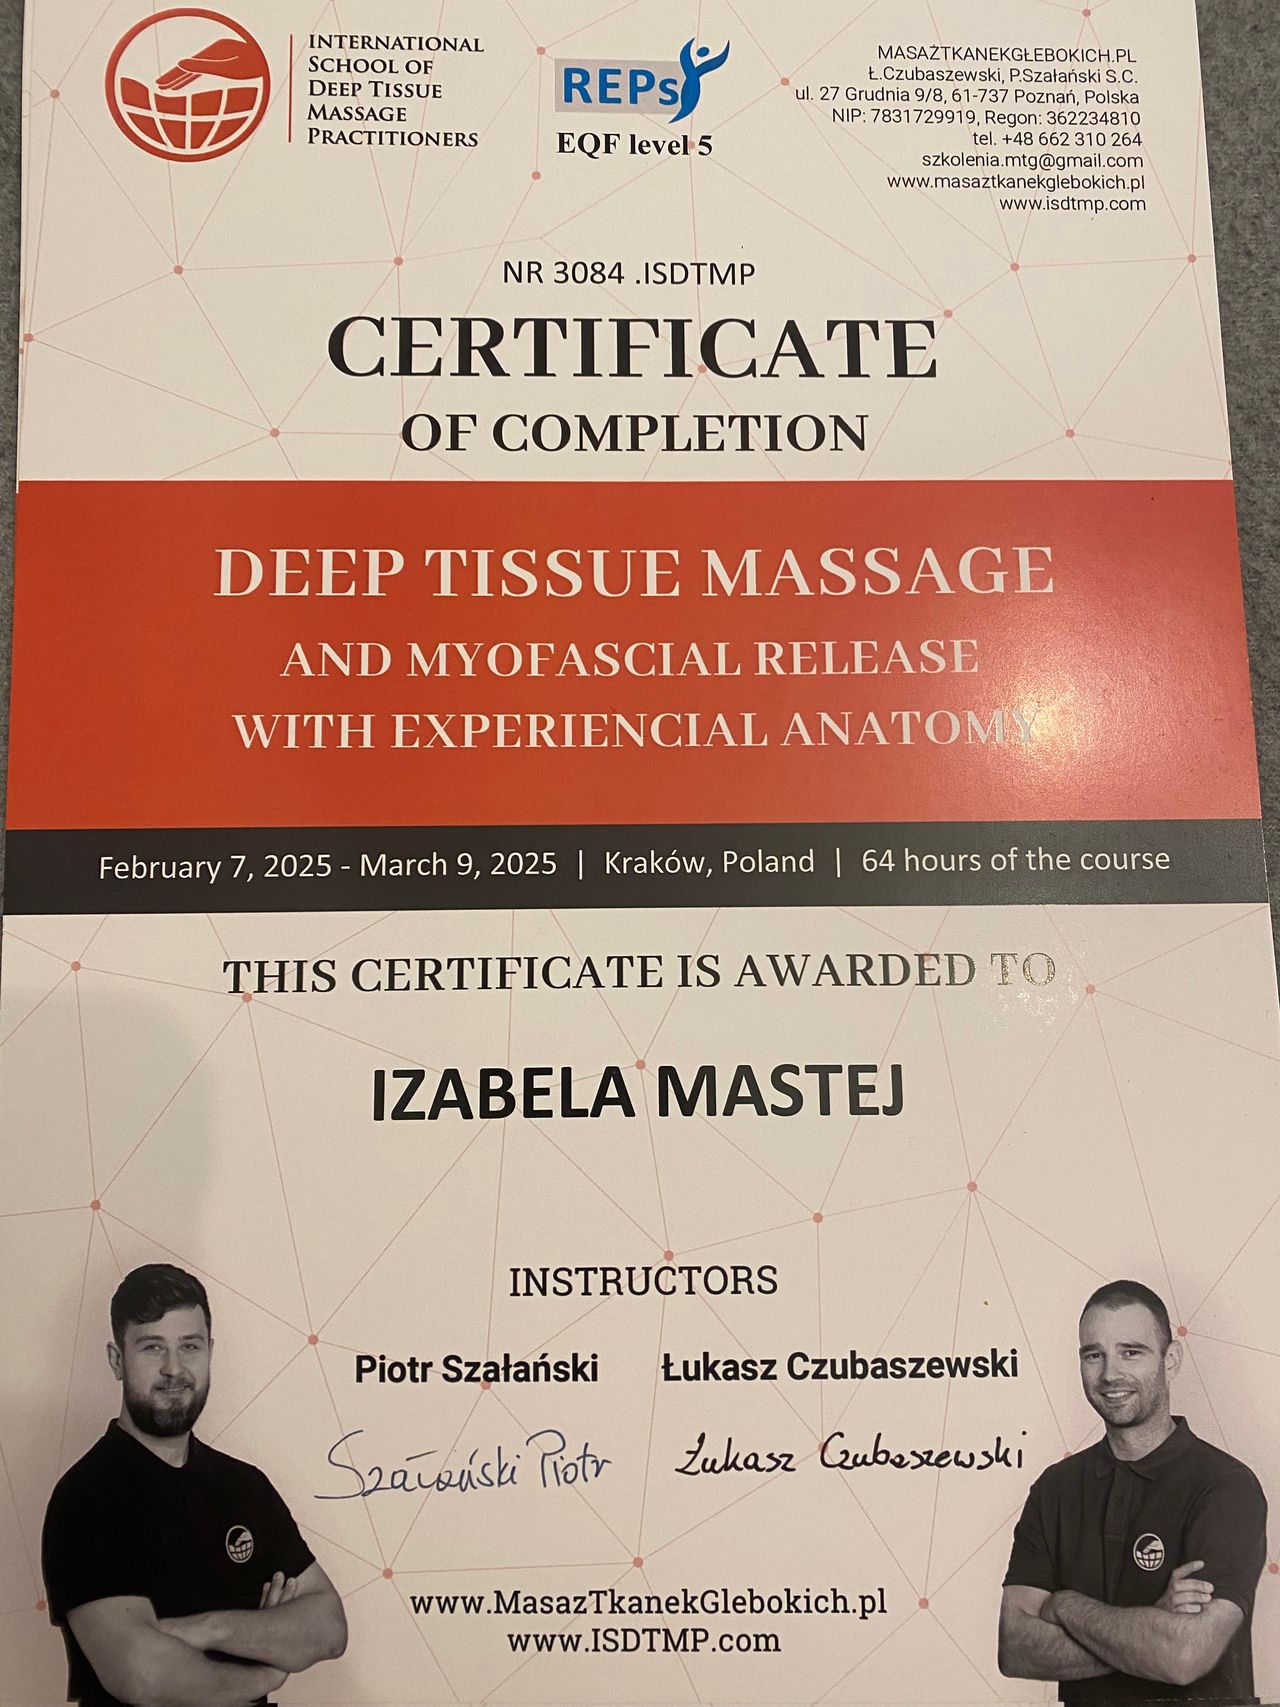 INTERNATIONAL
SCHOOL OF
DEEP TISSUE
MASSAGE
PRACTITIONERS
REPs
EQF level 5
MASAŻTKANEKGŁEBOKICH.PL
Ł.Czubaszewski, P.Szałański S.C.
ul. 27 Grudnia 9/8, 61-737 Poznań, Polska
NIP: 7831729919, Regon: 362234810
tel. +48 662 310 264
szkolenia.mtg@gmail.com
www.masaztkanekglebokich.pl
www.isdtmp.com
NR 3084 .ISDTMP
CERTIFICATE
OF COMPLETION
DEEP TISSUE MASSAGE
AND MYOFASCIAL RELEASE
WITH EXPERIENCIAL ANATOMY
February 7, 2025 - March 9, 2025 | Kraków, Poland | 64 hours of the course
THIS CERTIFICATE IS AWARDED TO
IZABELA MASTEJ
INSTRUCTORS
Piotr Szałański Łukasz Czubaszewski
Szałański Piotr Łukasz Czubaszewski
www.MasazTkanekGlebokich.pl
www.ISDTMP.com